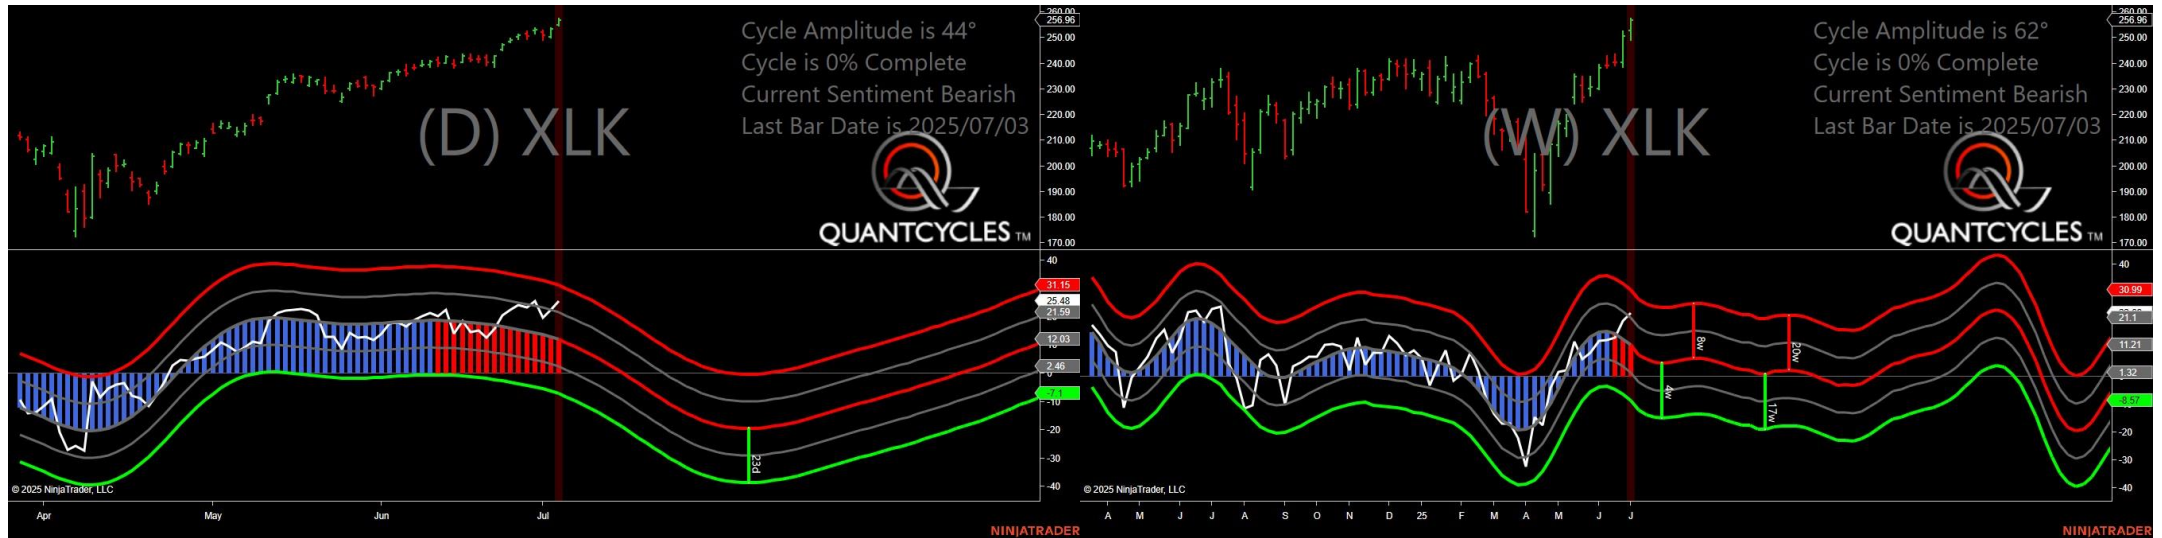 Cycle Amplitude is 44°
Cycle is 0% Complete
Current Sentiment Bearish
Last Bar Date is 2025/07/03
(D) XLK
QUANTCYCLES TM
260.00
256.96
250.00
240.00
230.00
220.00
210.00
200.00
190.00
180.00
170.00
40
31.15
25.48
21.59
12.03
2.46
0
-7.1
-10
-20
-30
-40
23d
© 2025 NinjaTrader, LLC
Apr May Jun Jul
NINJATRADER
Cycle Amplitude is 62°
Cycle is 0% Complete
Current Sentiment Bearish
Last Bar Date is 2025/07/03
(W) XLK
QUANTCYCLES TM
260.00
256.96
250.00
240.00
230.00
220.00
210.00
200.00
190.00
180.00
170.00
40
30.99
21.1
11.21
1.32
-8.57
-20
-30
-40
8w
20w
4w
17w
© 2025 NinjaTrader, LLC
A M J J A S O N D 25 F M A M J J
NINJATRADER